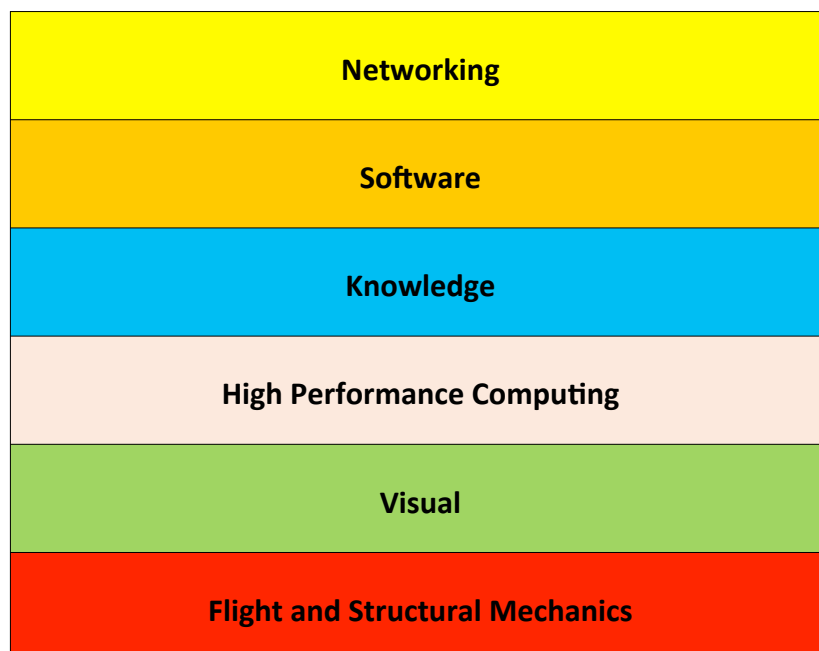 Networking
Software
Knowledge
High Performance Computing
Visual
Flight and Structural Mechanics